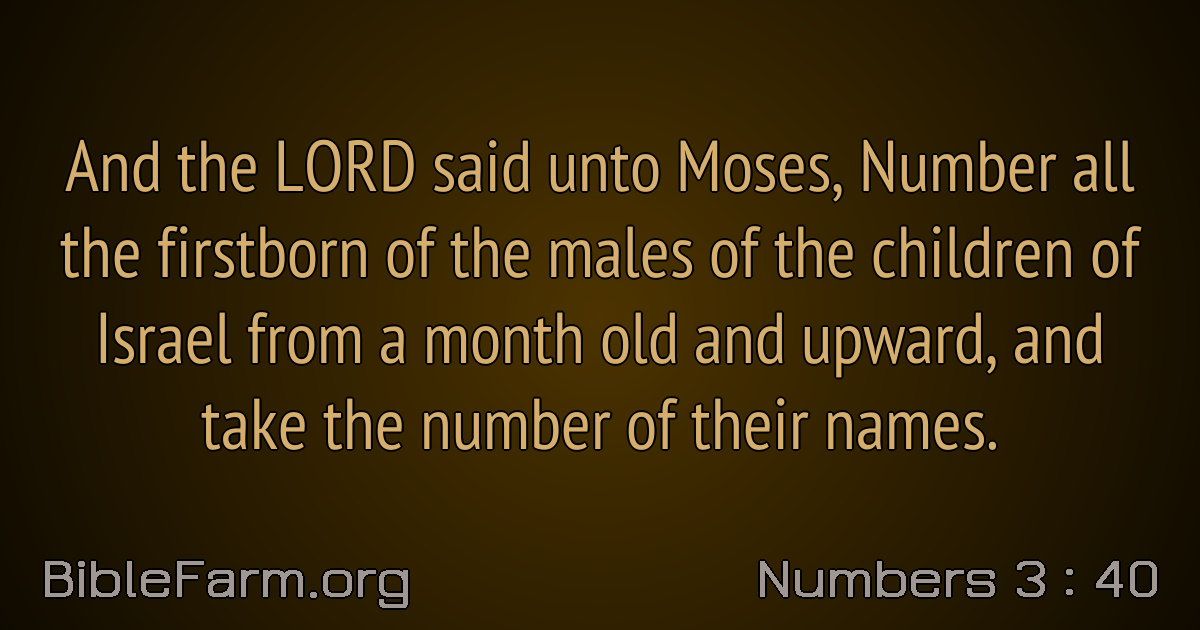 And the LORD said unto Moses, Number all
the firstborn of the males of the children of
Israel from a month old and upward, and
take the number of their names.
BibleFarm.org
Numbers 3 : 40